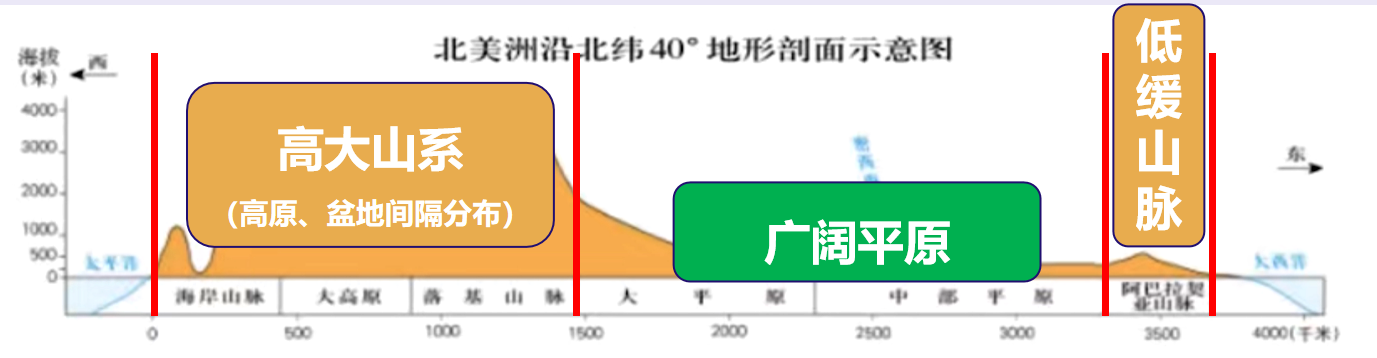 北美洲沿北纬40°地形剖面示意图
海拔
(米)
西
东
4000
3000
2000
1000
500
0
高大山系
(高原、盆地间隔分布)
广阔平原
低
缓
山
脉
密
西
太平洋
大西洋
海岸山脉
大高原
落基山脉
大平原
中部平原
阿巴拉契
亚山脉
0
500
1000
1500
2000
2500
3000
3500
4000(千米)